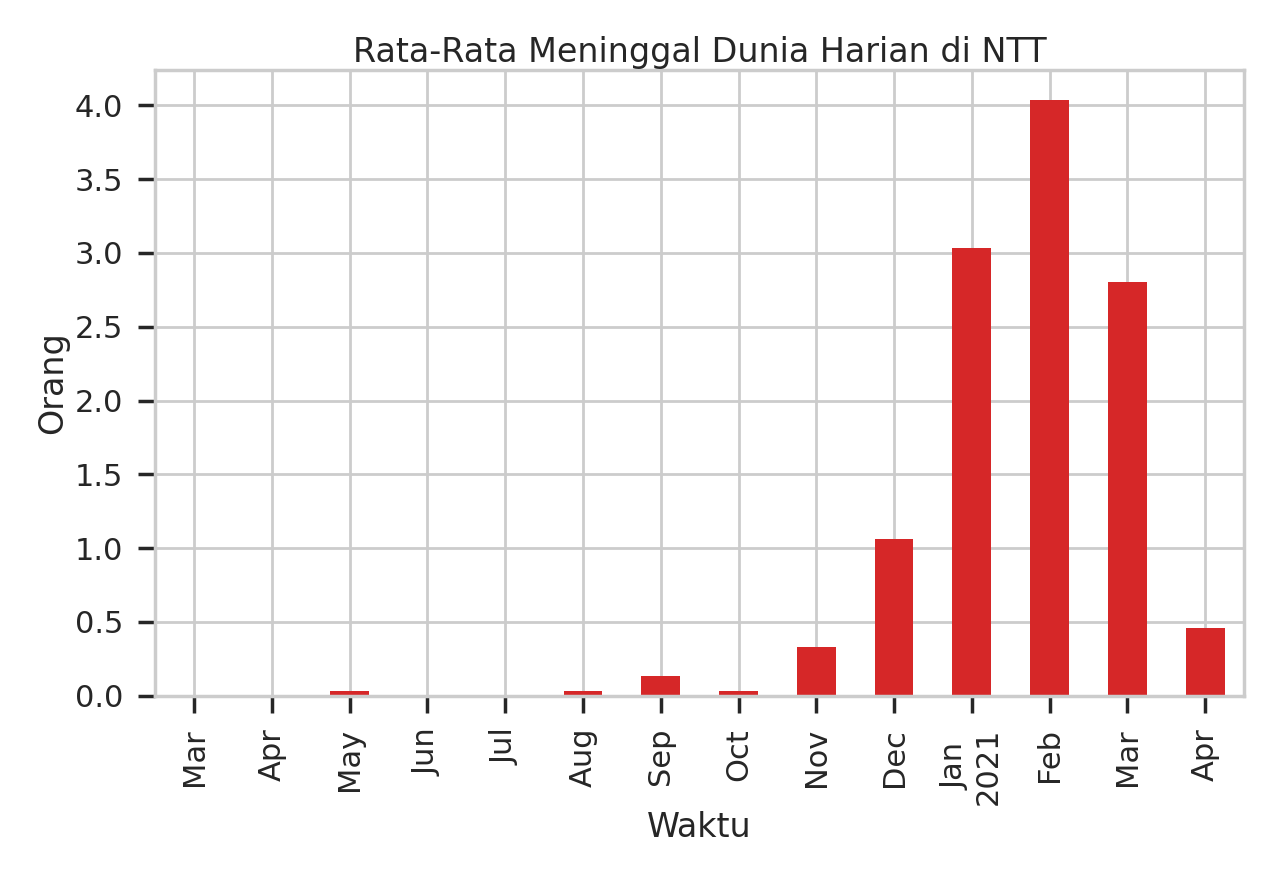 Rata-Rata Meninggal Dunia Harian di NTT
4.0
3.5
3.0
2.5
2.0
1.5
1.0
0.5
0.0
Orang
Mar
Apr
May
Jun
Jul
Aug
Sep
Oct
Nov
Dec
Jan
2021
Feb
Mar
Apr
Waktu